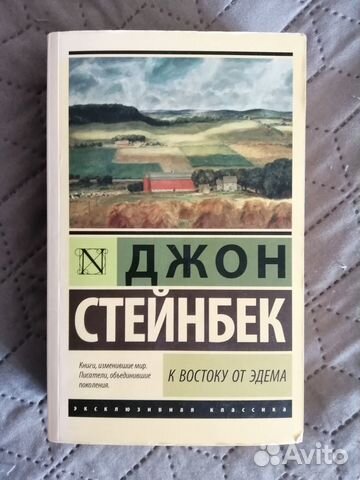 N ДЖОН
СТЕЙНБЕК
Книги, изменившие мир.
Писатели, объединившие
поколения.
К ВОСТОКУ ОТ ЭДЕМА
эксклюзивная классика
Avito